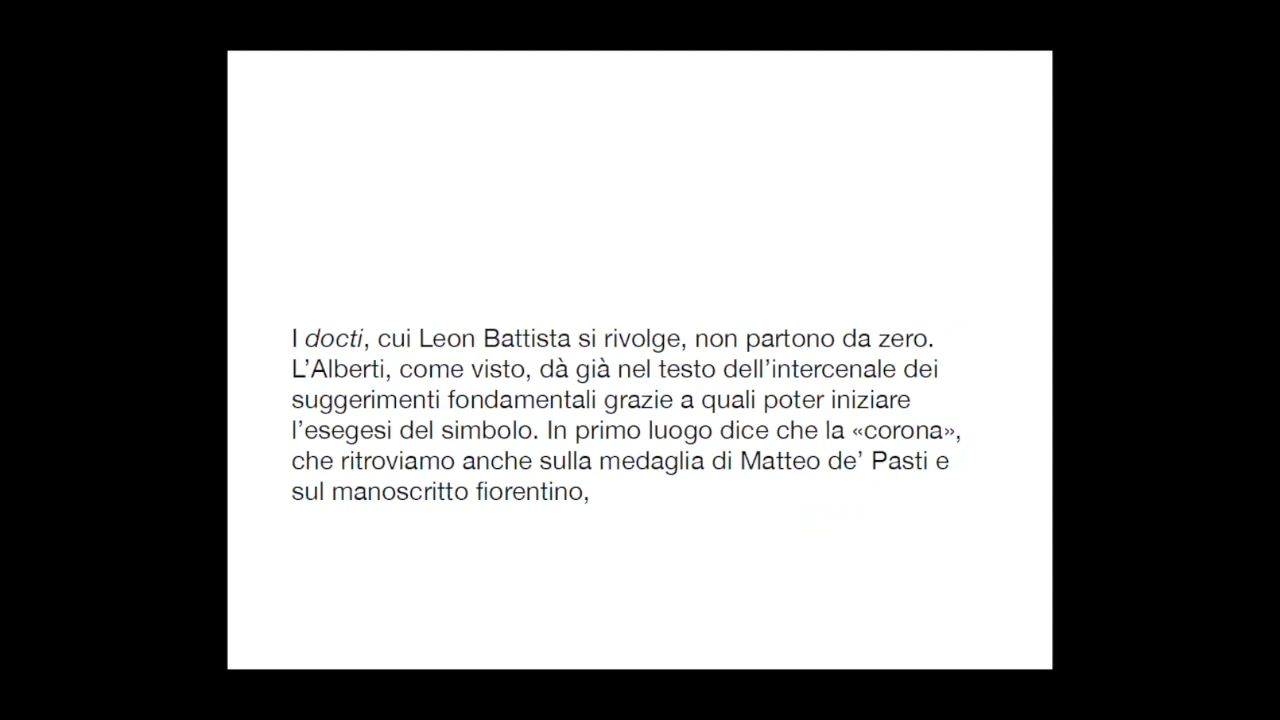 I docti, cui Leon Battista si rivolge, non partono da zero.
L’Alberti, come visto, dà già nel testo dell’intercenale dei
suggerimenti fondamentali grazie a quali poter iniziare
l’esegesi del simbolo. In primo luogo dice che la «corona»,
che ritroviamo anche sulla medaglia di Matteo de’ Pasti e
sul manoscritto fiorentino,